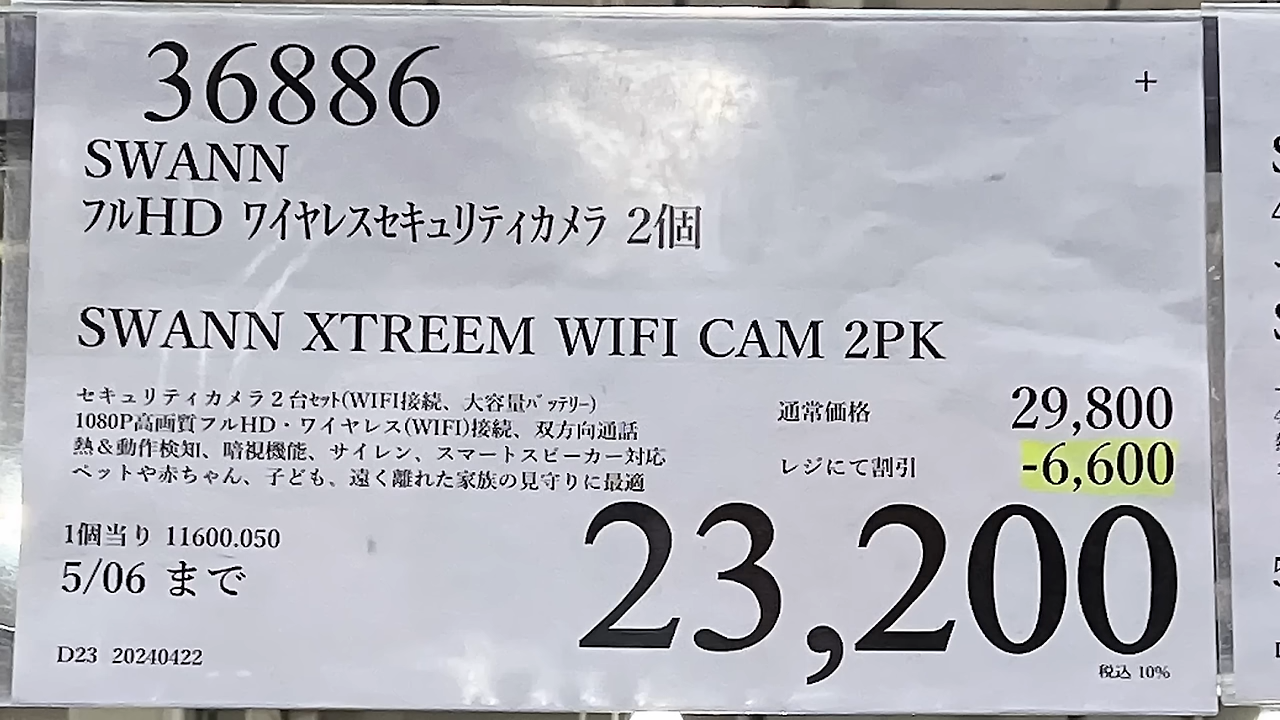 36886
+
SWANN
フルHD ワイヤレスセキュリティカメラ 2個
SWANN XTREEM WIFI CAM 2PK
セキュリティカメラ2台ｾｯﾄ(WIFI接続、大容量ﾊﾞｯﾃﾘｰ)
1080P高画質フルHD・ワイヤレス(WIFI)接続、双方向通話
熱＆動作検知、暗視機能、サイレン、スマートスピーカー対応
ペットや赤ちゃん、子ども、遠く離れた家族の見守りに最適
通常価格 29,800
レジにて割引 -6,600
23,200
税込 10%
1個当り 11600.050
5/06 まで
D23 20240422